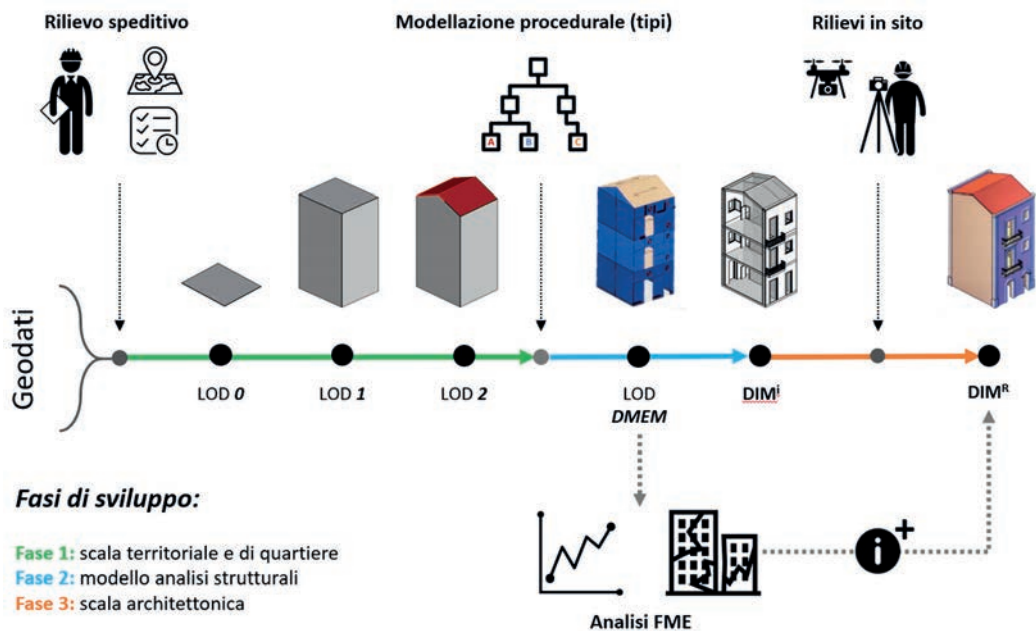 Rilievo speditivo
Modellazione procedurale (tipi)
Rilievi in sito
A
B
C
Geodati
LOD 0
LOD 1
LOD 2
LOD
DMEM
DIMⁱ
DIMᴿ
Fasi di sviluppo:
Fase 1: scala territoriale e di quartiere
Fase 2: modello analisi strutturali
Fase 3: scala architettonica
i+
Analisi FME